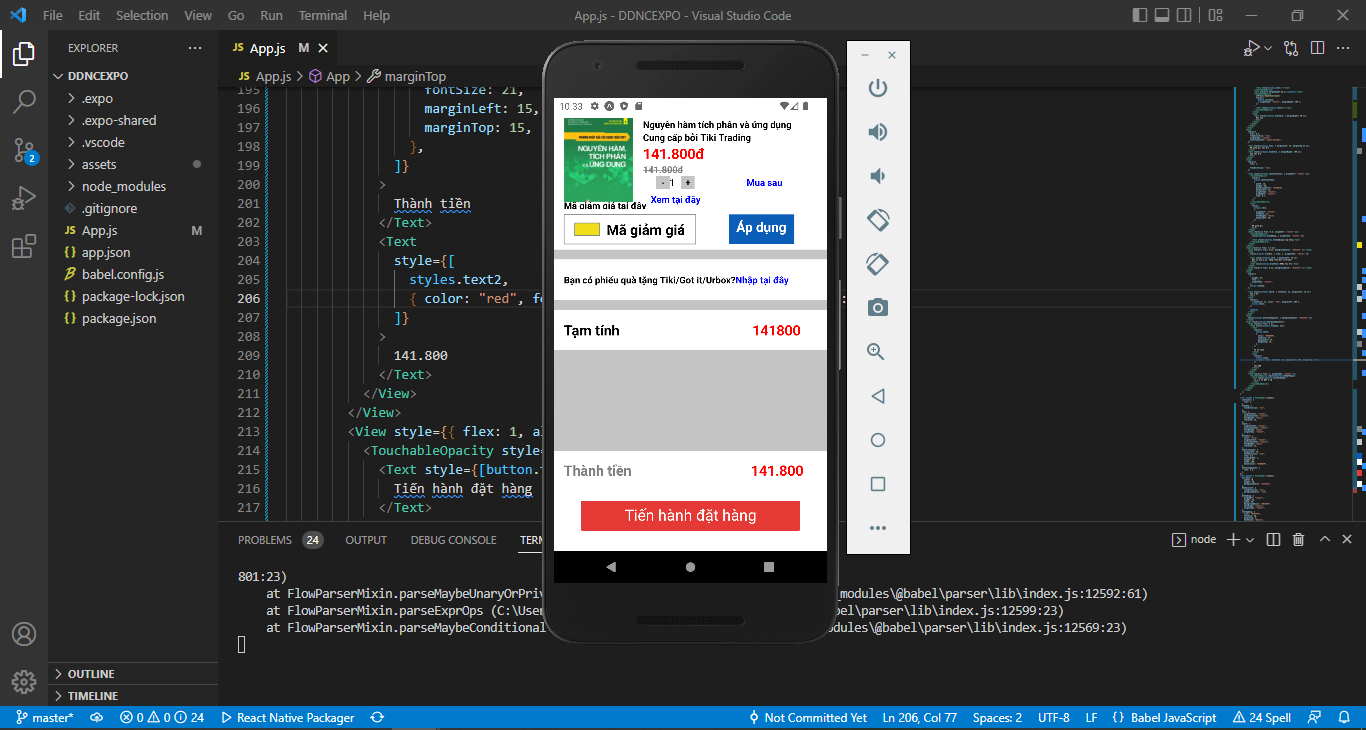 File Edit Selection View Go Run Terminal Help
App.js - DDNCEXPO - Visual Studio Code
EXPLORER
DDNCEXPO
.expo
.expo-shared
.vscode
assets
node_modules
.gitignore
JS App.js M
{} app.json
babel.config.js
{} package-lock.json
{} package.json
OUTLINE
TIMELINE
2
JS App.js M
JS App.js > App > marginTop
195 fontSize: 21,
196 marginLeft: 15,
197 marginTop: 15,
198 },
199 ]}
200 >
201 Thành tiền
202 </Text>
203 <Text
204 style={[
205 styles.text2,
206 { color: "red", fo
207 ]}
208 >
209 141.800
210 </Text>
211 </View>
212 </View>
213 <View style={{ flex: 1, al
214 <TouchableOpacity style=
215 <Text style={[button.t
216 Tiến hành đặt hàng
217 </Text>
10:33
Nguyên hàm tích phân và ứng dụng
Cung cấp bởi Tiki Trading
NGUYÊN HÀM,
TÍCH PHÂN
VÀ ỨNG DỤNG
141.800đ
141.800đ
- 1 +
Mua sau
Xem tại đây
Mã giảm giá tại đây
Mã giảm giá
Áp dụng
Bạn có phiếu quà tặng Tiki/Got it/Urbox?Nhập tại đây
Tạm tính 141800
Thành tiền 141.800
Tiến hành đặt hàng
PROBLEMS 24 OUTPUT DEBUG CONSOLE TERM
node
801:23)
at FlowParserMixin.parseMaybeUnaryOrPriv
_modules\@babel\parser\lib\index.js:12592:61)
at FlowParserMixin.parseExprOps (C:\User
bel\parser\lib\index.js:12599:23)
at FlowParserMixin.parseMaybeConditional
dules\@babel\parser\lib\index.js:12569:23)
master* 0 0 24 React Native Packager
Not Committed Yet Ln 206, Col 77 Spaces: 2 UTF-8 LF {} Babel JavaScript 24 Spell